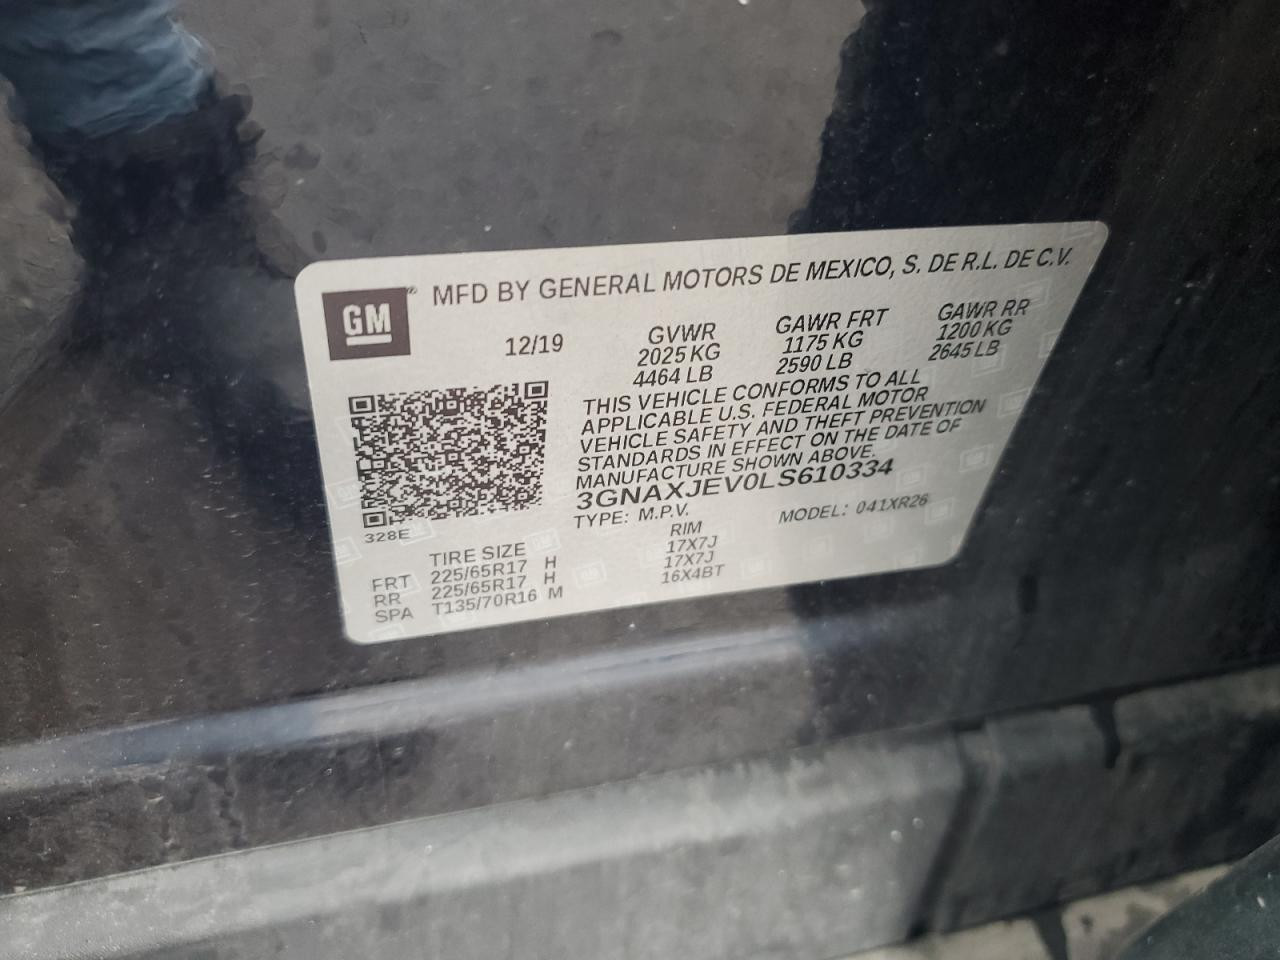 GM
MFD BY GENERAL MOTORS DE MEXICO, S. DE R.L. DE C.V.
12/19
GVWR
2025 KG
4464 LB
GAWR FRT
1175 KG
2590 LB
GAWR RR
1200 KG
2645 LB
THIS VEHICLE CONFORMS TO ALL
APPLICABLE U.S. FEDERAL MOTOR
VEHICLE SAFETY AND THEFT PREVENTION
STANDARDS IN EFFECT ON THE DATE OF
MANUFACTURE SHOWN ABOVE.
3GNAXJEV0LS610334
TYPE: M.P.V. MODEL: 041XR26
328E
TIRE SIZE RIM
FRT 225/65R17 H 17X7J
RR 225/65R17 H 17X7J
SPA T135/70R16 M 16X4BT